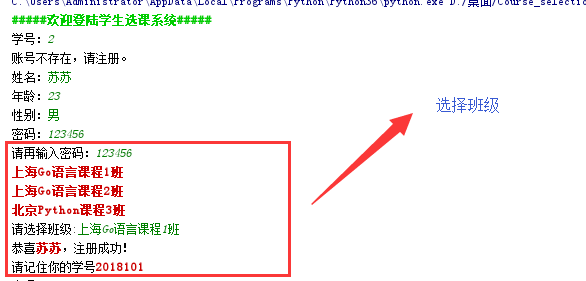 C:\Users\Administrator\AppData\Local\Programs\Python\Python36\python.exe D:/桌面/Course_selection
#####欢迎登陆学生选课系统#####
学号：2
账号不存在，请注册。
姓名：苏苏
年龄：23
性别：男
密码：123456
请再输入密码：123456
上海Go语言课程1班
上海Go语言课程2班
北京Python课程3班
请选择班级:上海Go语言课程1班
恭喜苏苏，注册成功！
请记住你的学号2018101
选择班级